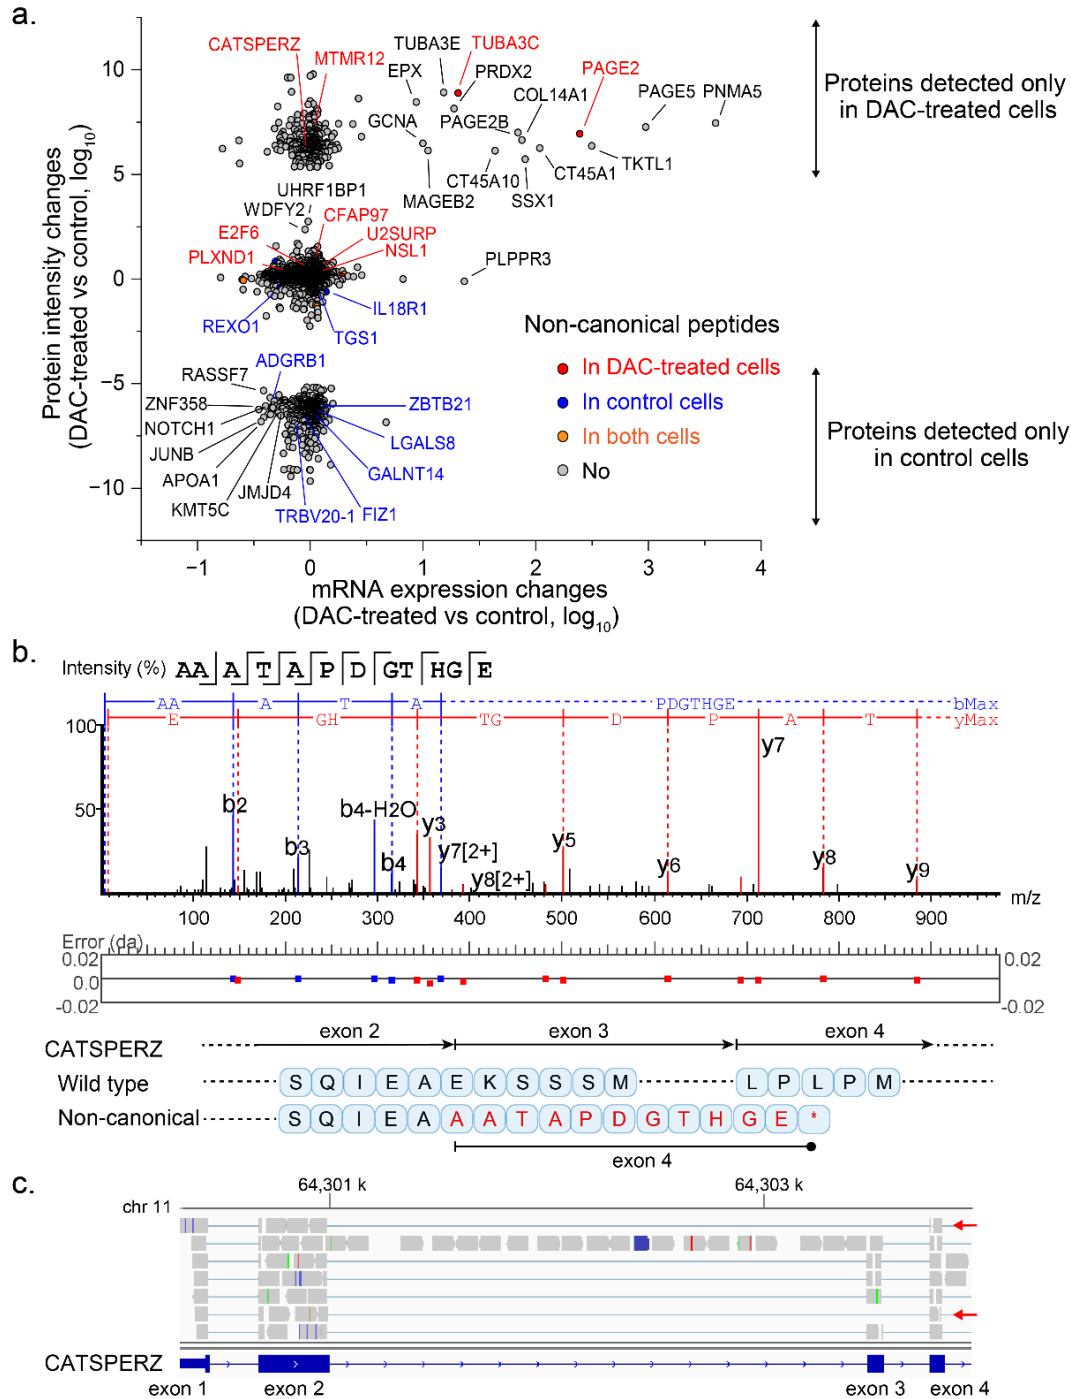 a.
Protein intensity changes
(DAC-treated vs control, log10)
10
5
0
−5
−10
CATSPERZ
MTMR12
TUBA3E
TUBA3C
EPX
PRDX2
PAGE2
COL14A1
PAGE5
PNMA5
GCNA
PAGE2B
MAGEB2
CT45A10
SSX1
CT45A1
TKTL1
UHRF1BP1
WDFY2
CFAP97
E2F6
U2SURP
PLXND1
NSL1
PLPPR3
REXO1
IL18R1
TGS1
ADGRB1
RASSF7
ZNF358
NOTCH1
JUNB
APOA1
KMT5C
JMJD4
TRBV20-1
FIZ1
GALNT14
LGALS8
ZBTB21
Non-canonical peptides
In DAC-treated cells
In control cells
In both cells
No
Proteins detected only
in DAC-treated cells
Proteins detected only
in control cells
−1 0 1 2 3 4
mRNA expression changes
(DAC-treated vs control, log10)
b.
Intensity (%) AA A T A P D GT H G E
AA A T A PDGTHGE bMax
E GH TG D P A T yMax
100
50
b2
b3
b4-H2O
b4
y3
y7[2+]
y8[2+]
y5
y6
y7
y8
y9
100 200 300 400 500 600 700 800 900
m/z
Error (da)
0.02 0.02
0.0 0.0
-0.02 -0.02
exon 2 exon 3 exon 4
CATSPERZ
Wild type S Q I E A E K S S S M L P L P M
Non-canonical S Q I E A A A T A P D G T H G E *
exon 4
c.
64,301 k 64,303 k
chr 11
CATSPERZ
exon 1 exon 2 exon 3 exon 4